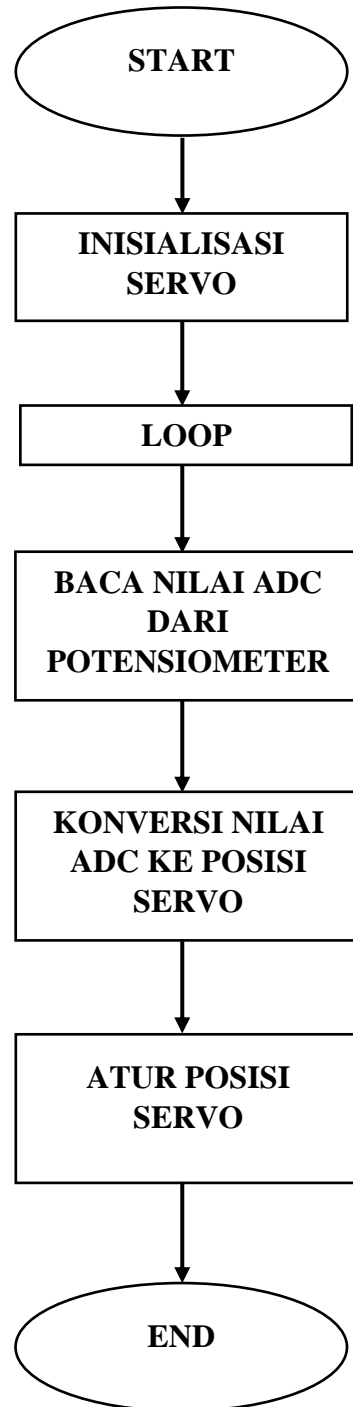 START
INISIALISASI
SERVO
LOOP
BACA NILAI ADC
DARI
POTENSIOMETER
KONVERSI NILAI
ADC KE POSISI
SERVO
ATUR POSISI
SERVO
END